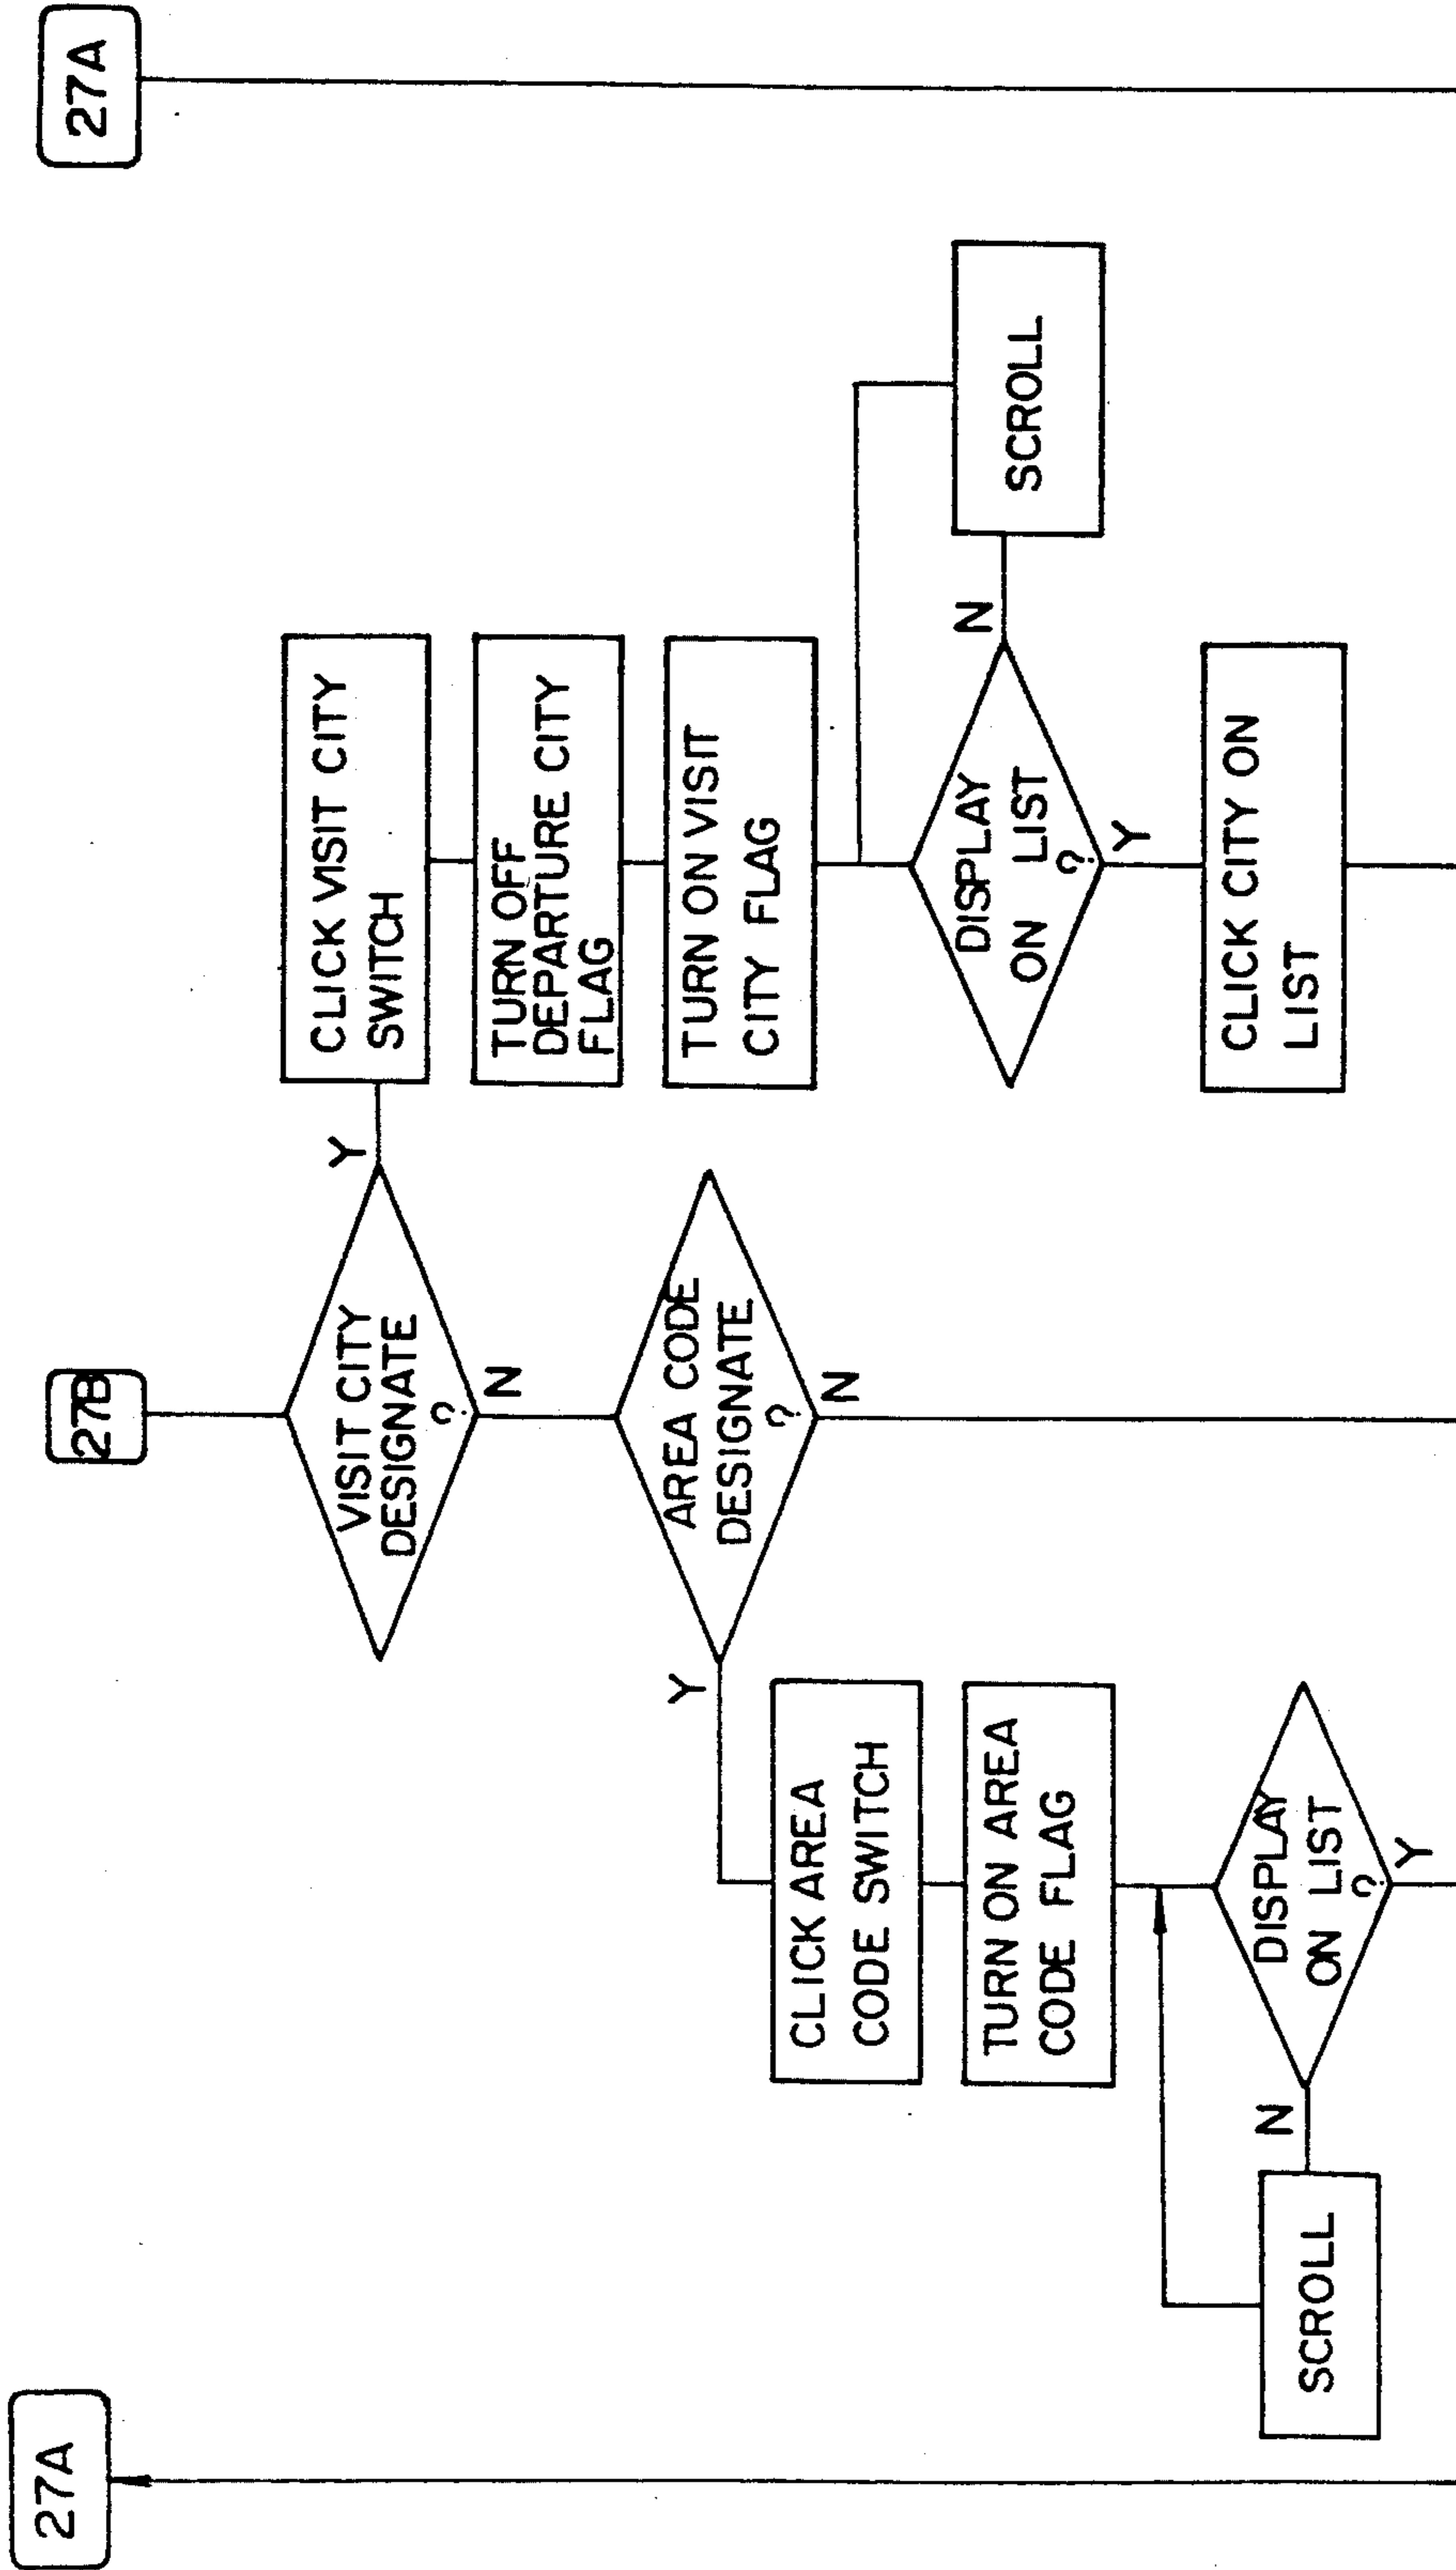 27A
27B
27A
VISIT CITY
DESIGNATE
?
Y
N
CLICK VISIT CITY
SWITCH
TURN OFF
DEPARTURE CITY
FLAG
TURN ON VISIT
CITY FLAG
DISPLAY
ON LIST
?
N
SCROLL
Y
CLICK CITY ON
LIST
AREA CODE
DESIGNATE
?
Y
N
CLICK AREA
CODE SWITCH
TURN ON AREA
CODE FLAG
DISPLAY
ON LIST
?
N
SCROLL
Y